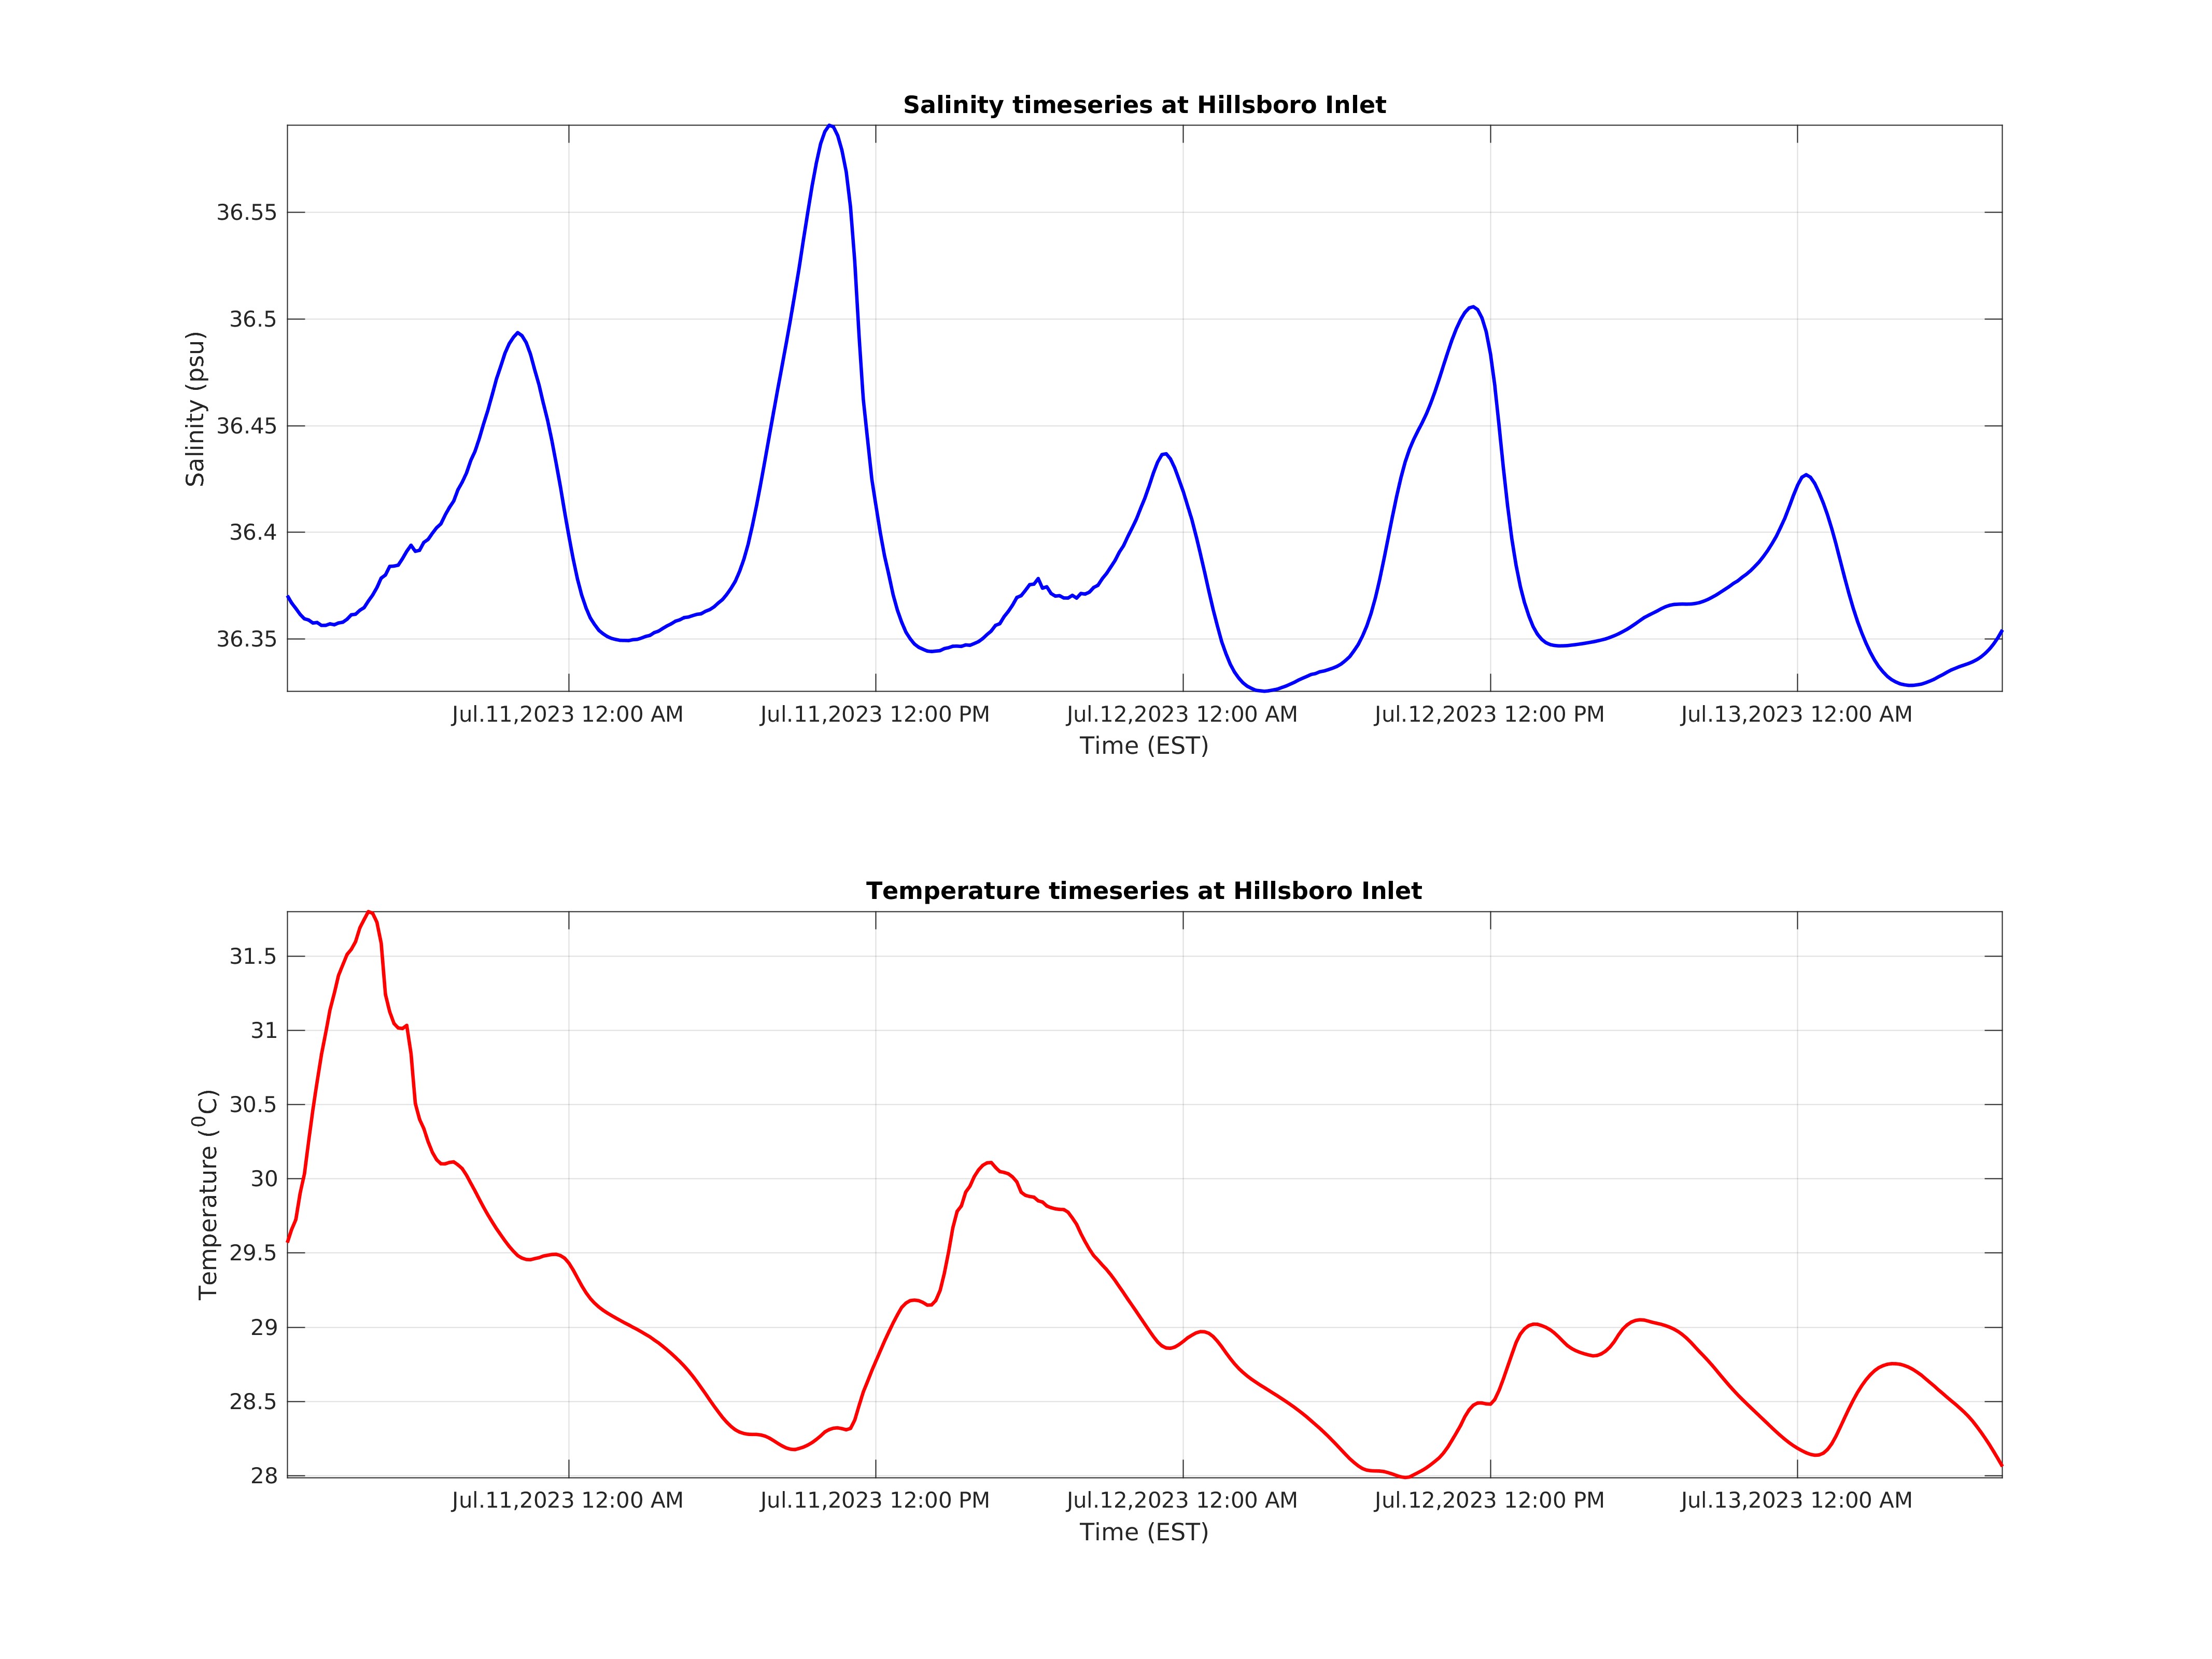 Salinity timeseries at Hillsboro Inlet
36.55
36.5
36.45
36.4
36.35
Salinity (psu)
Jul.11,2023 12:00 AM Jul.11,2023 12:00 PM Jul.12,2023 12:00 AM Jul.12,2023 12:00 PM Jul.13,2023 12:00 AM
Time (EST)
Temperature timeseries at Hillsboro Inlet
31.5
31
30.5
30
29.5
29
28.5
28
Temperature (⁰C)
Jul.11,2023 12:00 AM Jul.11,2023 12:00 PM Jul.12,2023 12:00 AM Jul.12,2023 12:00 PM Jul.13,2023 12:00 AM
Time (EST)